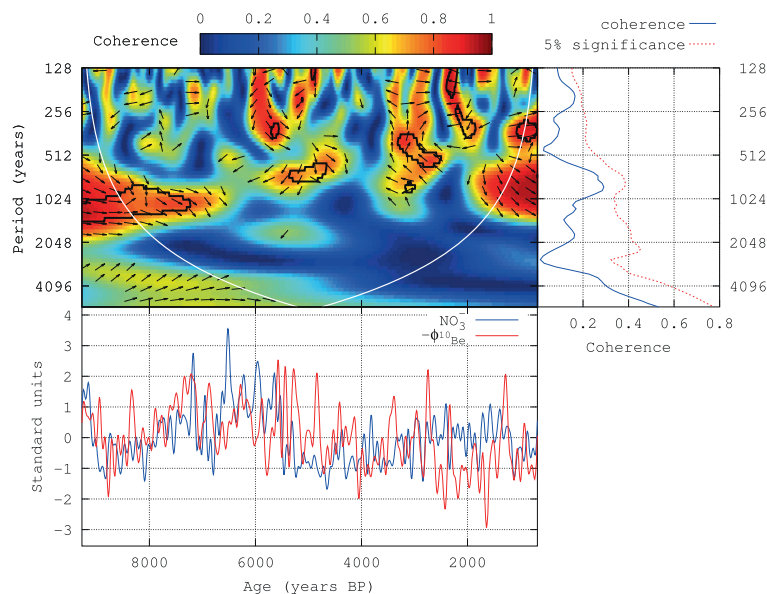 0 0.2 0.4 0.6 0.8 1
Coherence
coherence
5% significance
Period (years)
128
256
512
1024
2048
4096
128
256
512
1024
2048
4096
0.2 0.4 0.6 0.8
Coherence
NO₃⁻
−ϕ¹⁰Be
Standard units
4
3
2
1
0
−1
−2
−3
8000 6000 4000 2000
Age (years BP)